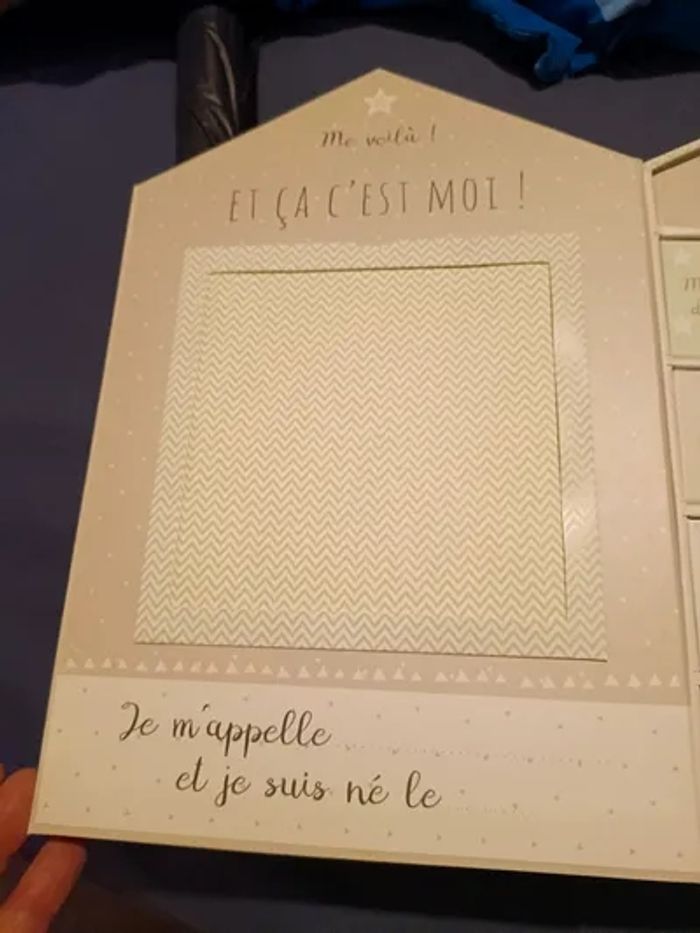 Me voilà !
ET ÇA C'EST MOI !
Je m'appelle
et je suis né le